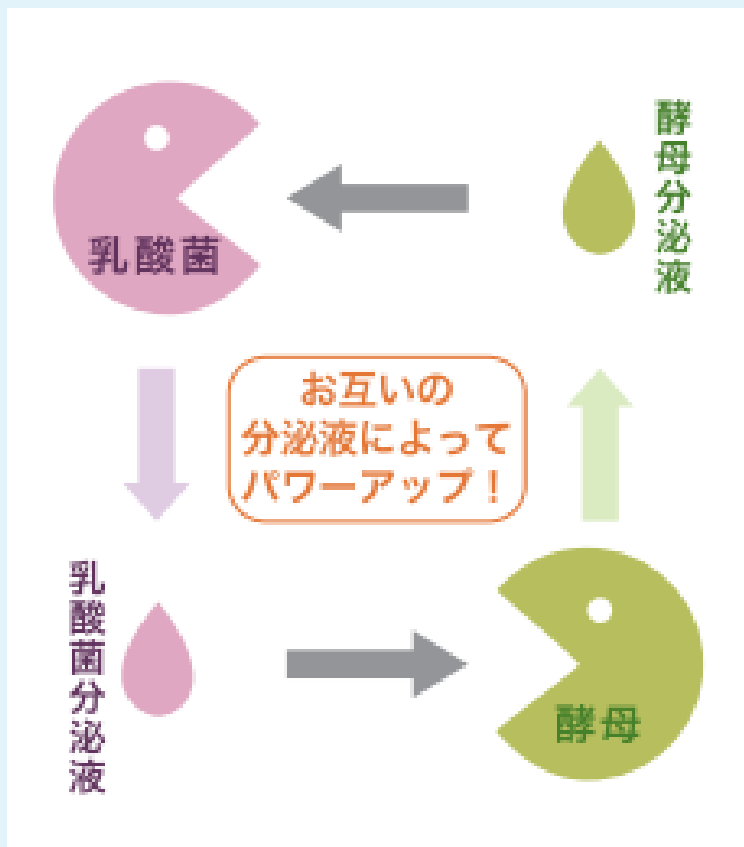 乳酸菌
酵母分泌液
お互いの
分泌液によって
パワーアップ！
乳酸菌分泌液
酵母